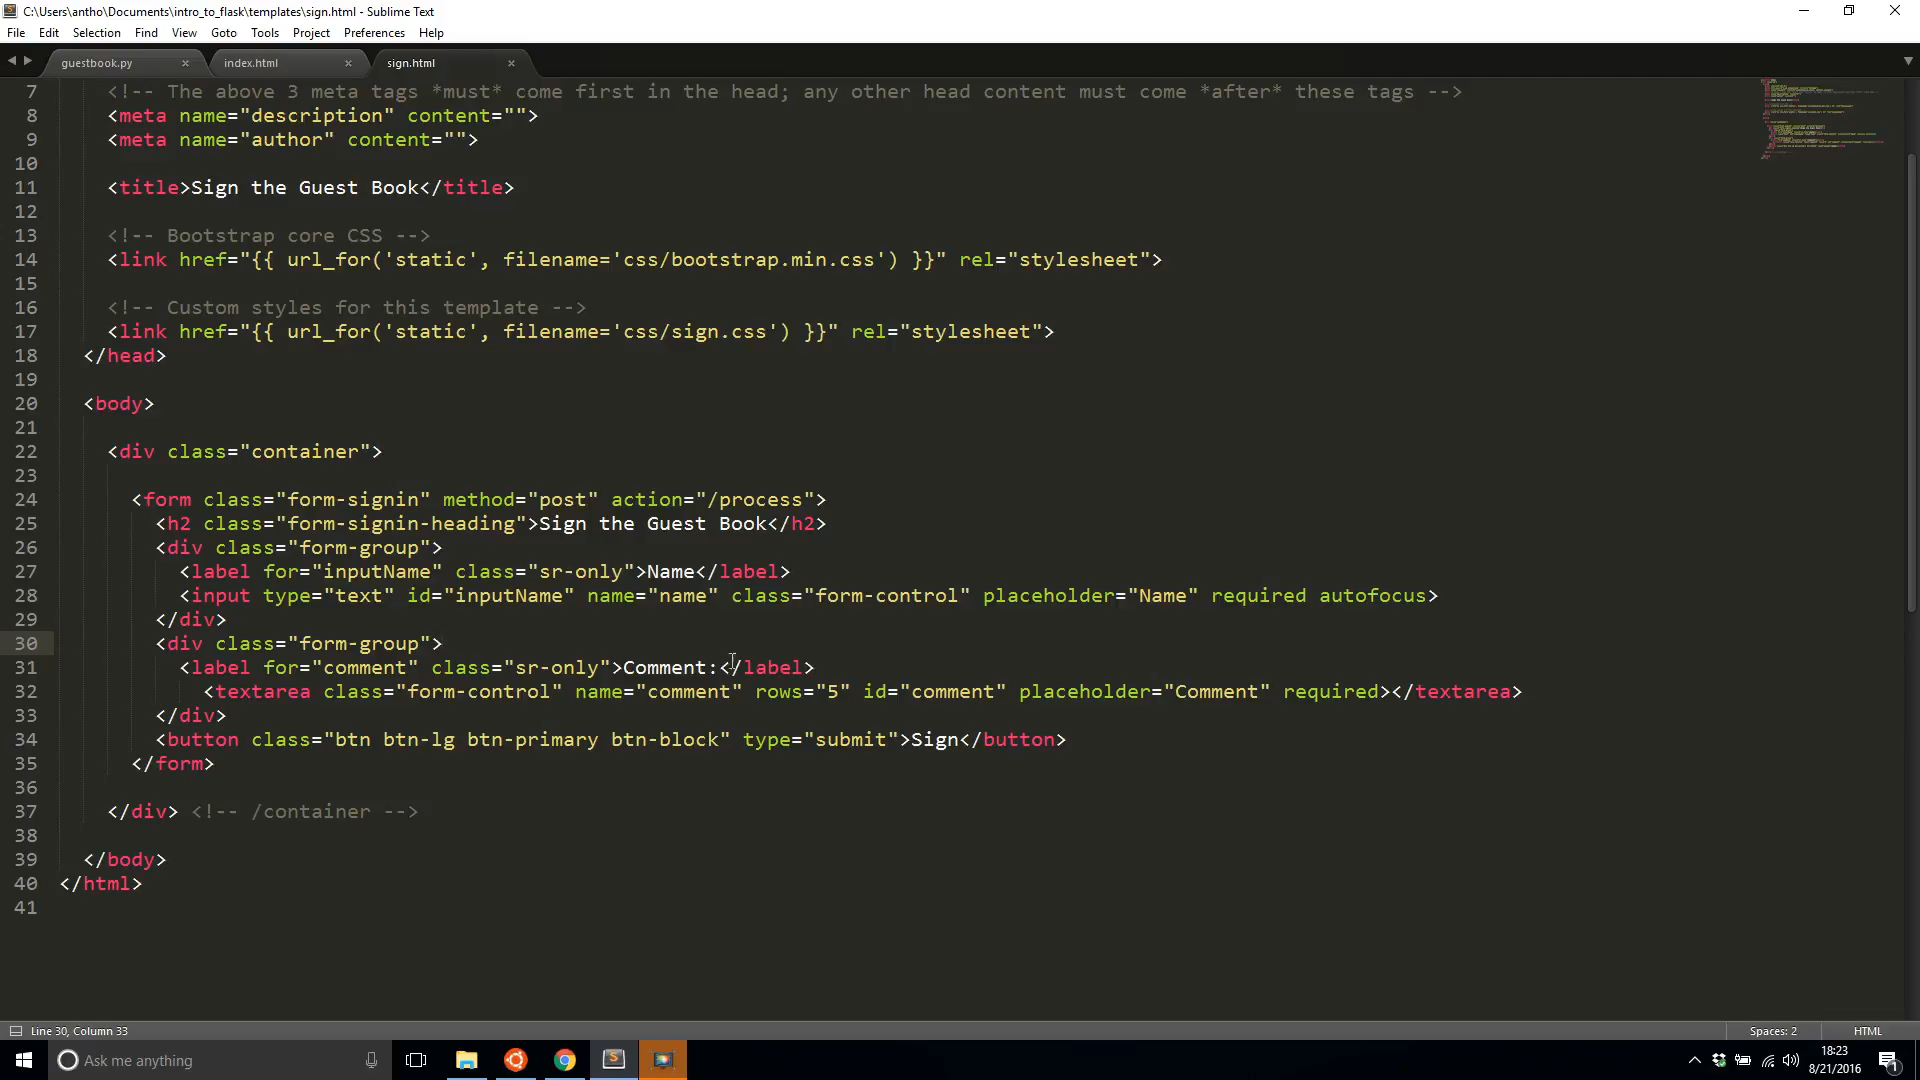 C:\Users\antho\Documents\intro_to_flask\templates\sign.html - Sublime Text
File Edit Selection Find View Goto Tools Project Preferences Help
guestbook.py × index.html × sign.html ×
7 <!-- The above 3 meta tags *must* come first in the head; any other head content must come *after* these tags -->
8 <meta name="description" content="">
9 <meta name="author" content="">
10
11 <title>Sign the Guest Book</title>
12
13 <!-- Bootstrap core CSS -->
14 <link href="{{ url_for('static', filename='css/bootstrap.min.css') }}" rel="stylesheet">
15
16 <!-- Custom styles for this template -->
17 <link href="{{ url_for('static', filename='css/sign.css') }}" rel="stylesheet">
18 </head>
19
20 <body>
21
22 <div class="container">
23
24 <form class="form-signin" method="post" action="/process">
25 <h2 class="form-signin-heading">Sign the Guest Book</h2>
26 <div class="form-group">
27 <label for="inputName" class="sr-only">Name</label>
28 <input type="text" id="inputName" name="name" class="form-control" placeholder="Name" required autofocus>
29 </div>
30 <div class="form-group">
31 <label for="comment" class="sr-only">Comment:</label>
32 <textarea class="form-control" name="comment" rows="5" id="comment" placeholder="Comment" required></textarea>
33 </div>
34 <button class="btn btn-lg btn-primary btn-block" type="submit">Sign</button>
35 </form>
36
37 </div> <!-- /container -->
38
39 </body>
40 </html>
41
Line 30, Column 33 Spaces: 2 HTML
Ask me anything 18:23
8/21/2016 1